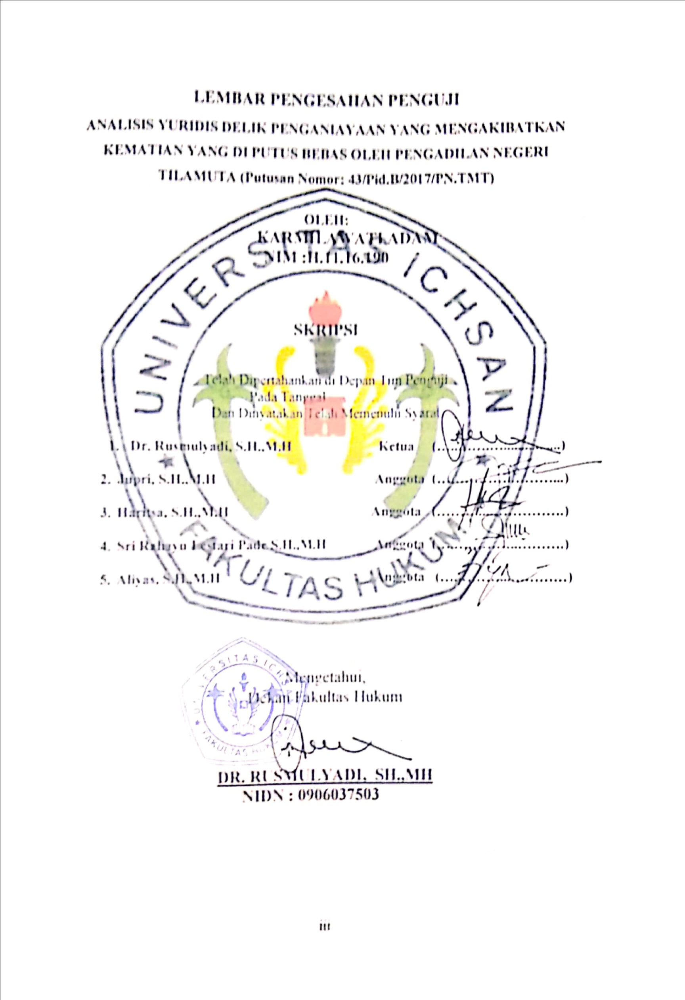 LEMBAR PENGESAHAN PENGUJI
ANALISIS YURIDIS DELIK PENGANIAYAAN YANG MENGAKIBATKAN
KEMATIAN YANG DI PUTUS BEBAS OLEH PENGADILAN NEGERI
TILAMUTA (Putusan Nomor: 43/Pid.B/2017/PN.TMT)
OLEH:
KARMILAWATI ADAM
NIM :H.11.16.190
UNIVERSITAS ICHSAN
SKRIPSI
Telah Dipertahankan di Depan Tim Penguji
Pada Tanggal
Dan Dinyatakan Telah Memenuhi Syarat
1. Dr. Rusmulyadi, S.H.,M.H Ketua (..............................)
2. Jupri, S.H.,M.H Anggota (..............................)
3. Haritsa, S.H.,M.H Anggota (..............................)
4. Sri Rahayu Lestari Pade,S.H.,M.H Anggota (..............................)
5. Aliyas, S.H.,M.H Anggota (..............................)
FAKULTAS HUKUM
UNIVERSITAS ICHSAN
FAKULTAS HUKUM
Mengetahui,
Dekan Fakultas Hukum
DR. RUSMULYADI, SH.,MH
NIDN : 0906037503
iii